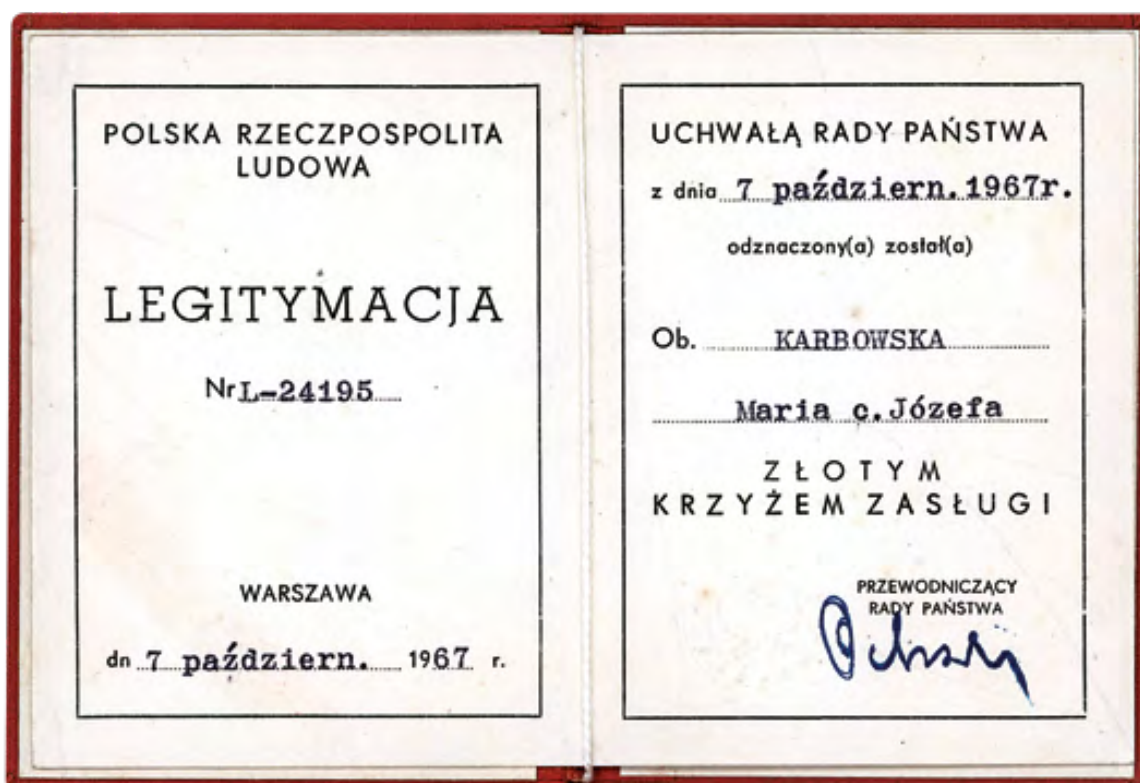 POLSKA RZECZPOSPOLITA
LUDOWA
LEGITYMACJA
Nr L-24195
WARSZAWA
dn 7 październ. 1967 r.
UCHWAŁĄ RADY PAŃSTWA
z dnia 7 październ. 1967r.
odznaczony(a) został(a)
Ob. KARBOWSKA
Maria c. Józefa
ZŁOTYM
KRZYŻEM ZASŁUGI
PRZEWODNICZĄCY
RADY PAŃSTWA